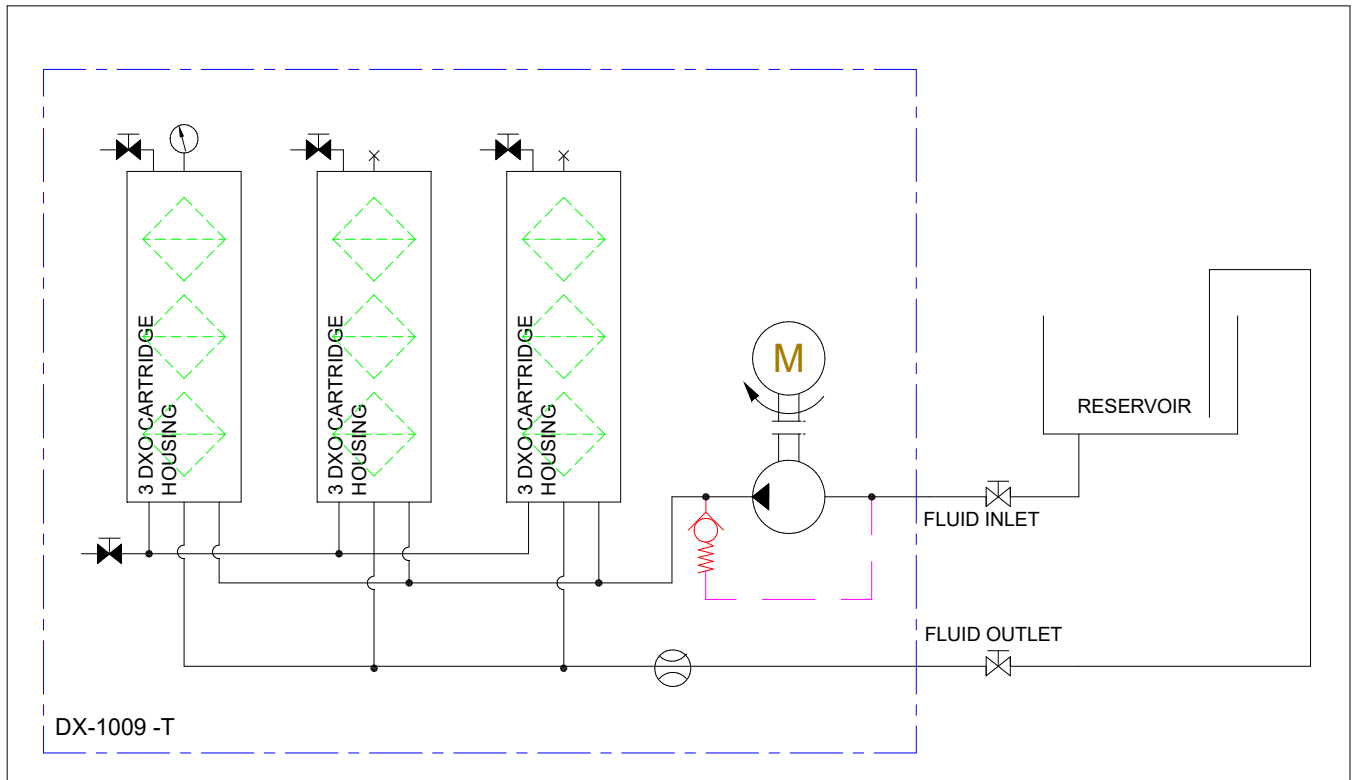 3 DXO CARTRIDGE
HOUSING
3 DXO CARTRIDGE
HOUSING
3 DXO CARTRIDGE
HOUSING
M
RESERVOIR
FLUID INLET
FLUID OUTLET
DX-1009 -T